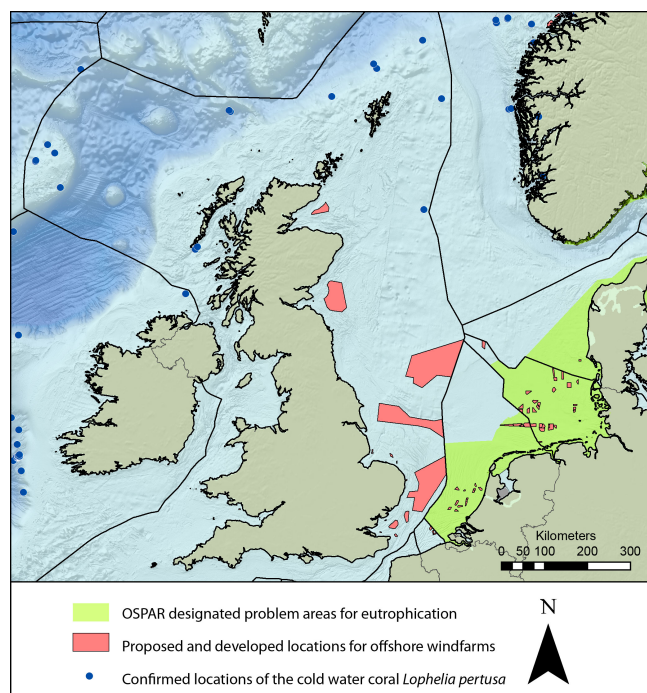 Kilometers
0 50 100 200 300
OSPAR designated problem areas for eutrophication
N
Proposed and developed locations for offshore windfarms
Confirmed locations of the cold water coral Lophelia pertusa